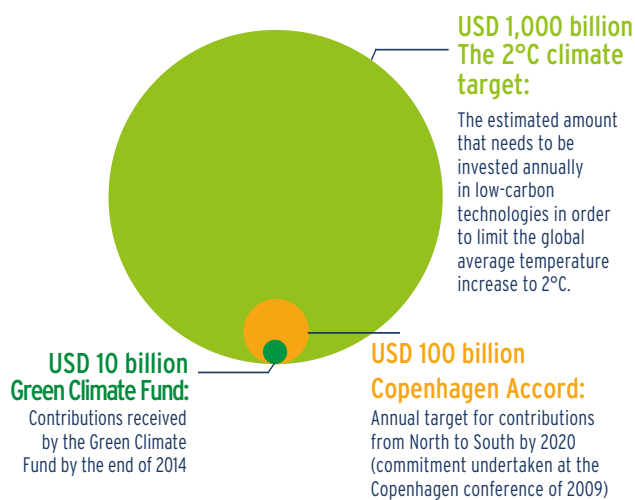 USD 1,000 billion
The 2°C climate
target:
The estimated amount
that needs to be
invested annually
in low-carbon
technologies in order
to limit the global
average temperature
increase to 2°C.
USD 10 billion
Green Climate Fund:
Contributions received
by the Green Climate
Fund by the end of 2014
USD 100 billion
Copenhagen Accord:
Annual target for contributions
from North to South by 2020
(commitment undertaken at the
Copenhagen conference of 2009)